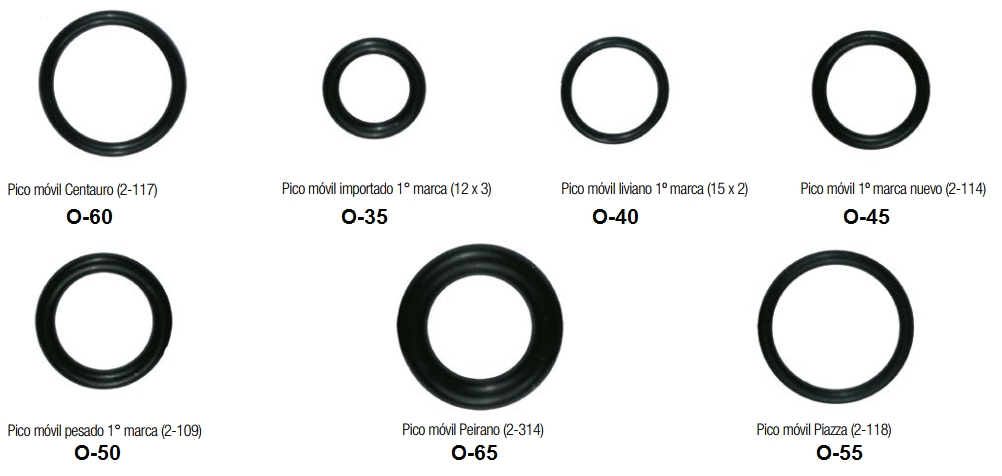 Pico móvil Centauro (2-117)
O-60
Pico móvil importado 1° marca (12 x 3)
O-35
Pico móvil liviano 1º marca (15 x 2)
O-40
Pico móvil 1º marca nuevo (2-114)
O-45
Pico móvil pesado 1° marca (2-109)
O-50
Pico móvil Peirano (2-314)
O-65
Pico móvil Piazza (2-118)
O-55